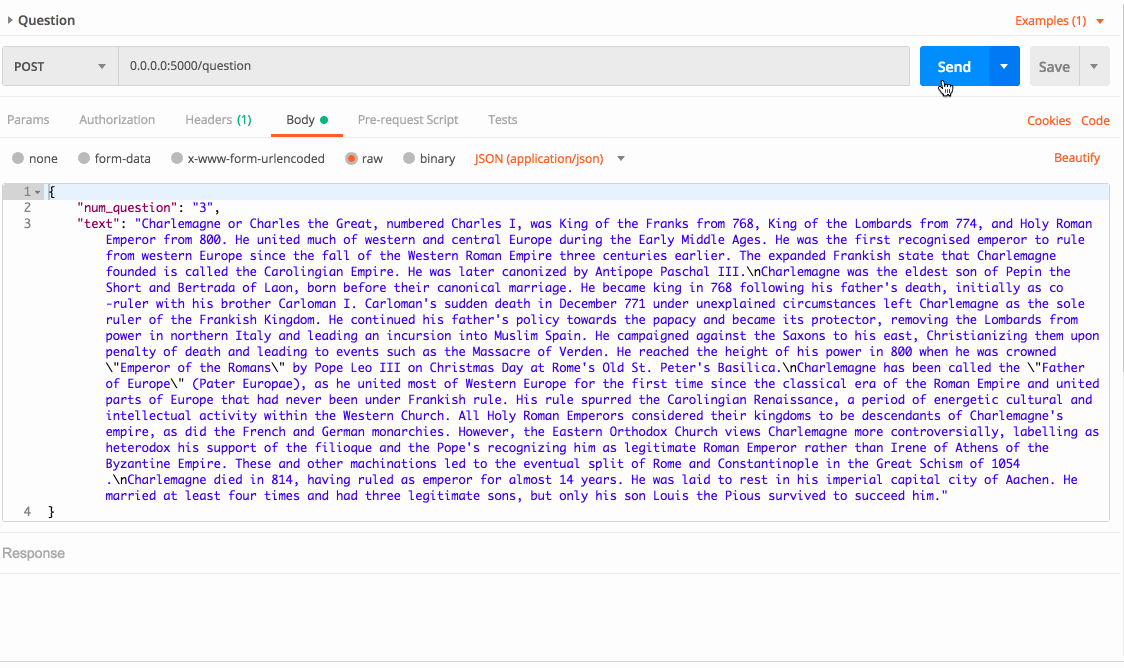 Question
Examples (1)
POST
0.0.0.0:5000/question
Send
Save
Params
Authorization
Headers (1)
Body
Pre-request Script
Tests
Cookies
Code
none
form-data
x-www-form-urlencoded
raw
binary
JSON (application/json)
Beautify
1 {
2 "num_question": "3",
3 "text": "Charlemagne or Charles the Great, numbered Charles I, was King of the Franks from 768, King of the Lombards from 774, and Holy Roman
Emperor from 800. He united much of western and central Europe during the Early Middle Ages. He was the first recognised emperor to rule
from western Europe since the fall of the Western Roman Empire three centuries earlier. The expanded Frankish state that Charlemagne
founded is called the Carolingian Empire. He was later canonized by Antipope Paschal III.\nCharlemagne was the eldest son of Pepin the
Short and Bertrada of Laon, born before their canonical marriage. He became king in 768 following his father's death, initially as co
-ruler with his brother Carloman I. Carloman's sudden death in December 771 under unexplained circumstances left Charlemagne as the sole
ruler of the Frankish Kingdom. He continued his father's policy towards the papacy and became its protector, removing the Lombards from
power in northern Italy and leading an incursion into Muslim Spain. He campaigned against the Saxons to his east, Christianizing them upon
penalty of death and leading to events such as the Massacre of Verden. He reached the height of his power in 800 when he was crowned
\"Emperor of the Romans\" by Pope Leo III on Christmas Day at Rome's Old St. Peter's Basilica.\nCharlemagne has been called the \"Father
of Europe\" (Pater Europae), as he united most of Western Europe for the first time since the classical era of the Roman Empire and united
parts of Europe that had never been under Frankish rule. His rule spurred the Carolingian Renaissance, a period of energetic cultural and
intellectual activity within the Western Church. All Holy Roman Emperors considered their kingdoms to be descendants of Charlemagne's
empire, as did the French and German monarchies. However, the Eastern Orthodox Church views Charlemagne more controversially, labelling as
heterodox his support of the filioque and the Pope's recognizing him as legitimate Roman Emperor rather than Irene of Athens of the
Byzantine Empire. These and other machinations led to the eventual split of Rome and Constantinople in the Great Schism of 1054
.\nCharlemagne died in 814, having ruled as emperor for almost 14 years. He was laid to rest in his imperial capital city of Aachen. He
married at least four times and had three legitimate sons, but only his son Louis the Pious survived to succeed him."
4 }
Response